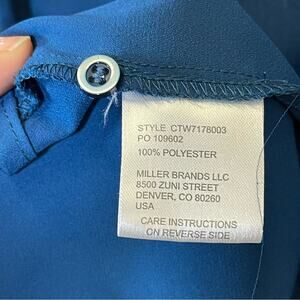 STYLE CTW7178003
PO 109602
100% POLYESTER
MILLER BRANDS LLC
8500 ZUNI STREET
DENVER, CO 80260
USA
CARE INSTRUCTIONS
ON REVERSE SIDE